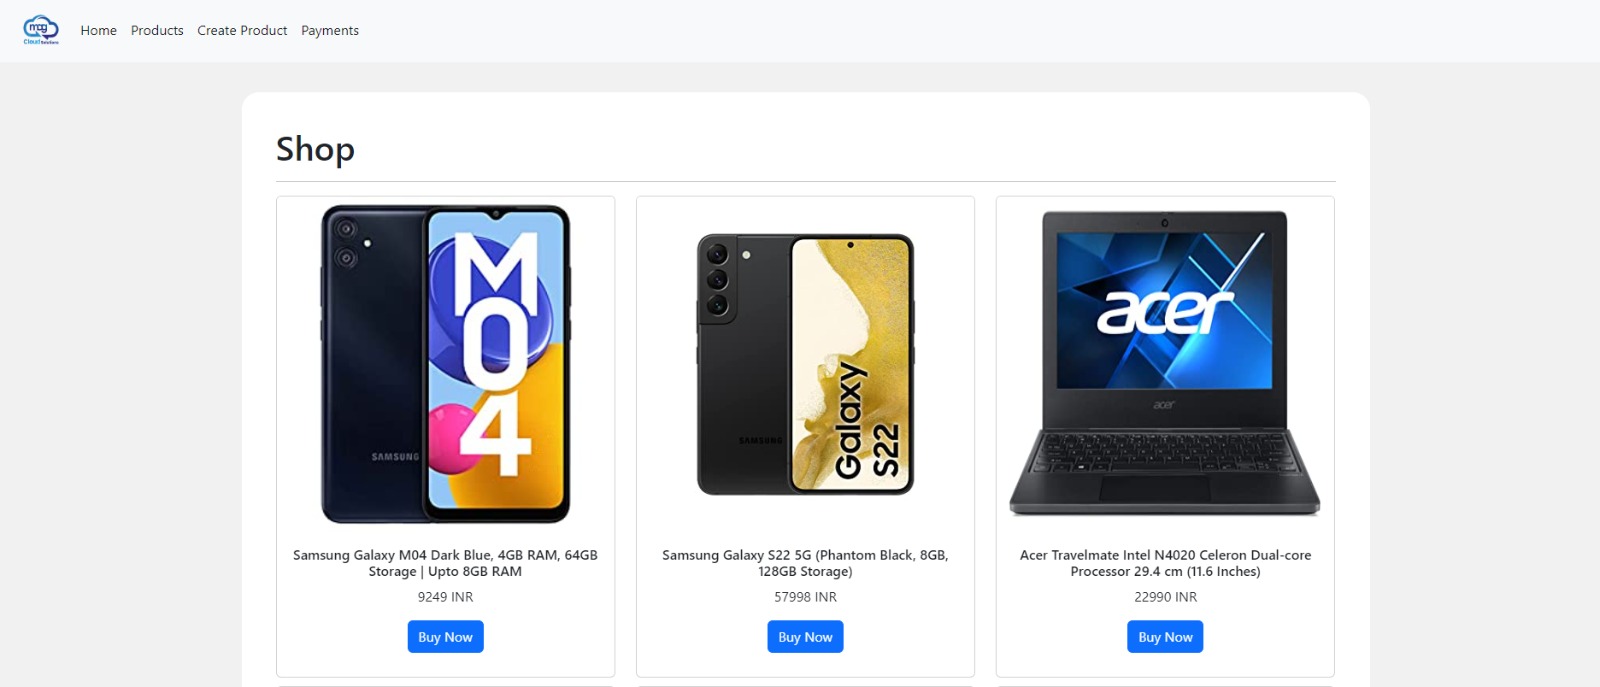 mag
Cloud Solutions
Home Products Create Product Payments
Shop
M04
SAMSUNG
SAMSUNG
Galaxy
S22
acer
acer
Samsung Galaxy M04 Dark Blue, 4GB RAM, 64GB
Storage | Upto 8GB RAM
9249 INR
Buy Now
Samsung Galaxy S22 5G (Phantom Black, 8GB,
128GB Storage)
57998 INR
Buy Now
Acer Travelmate Intel N4020 Celeron Dual-core
Processor 29.4 cm (11.6 Inches)
22990 INR
Buy Now